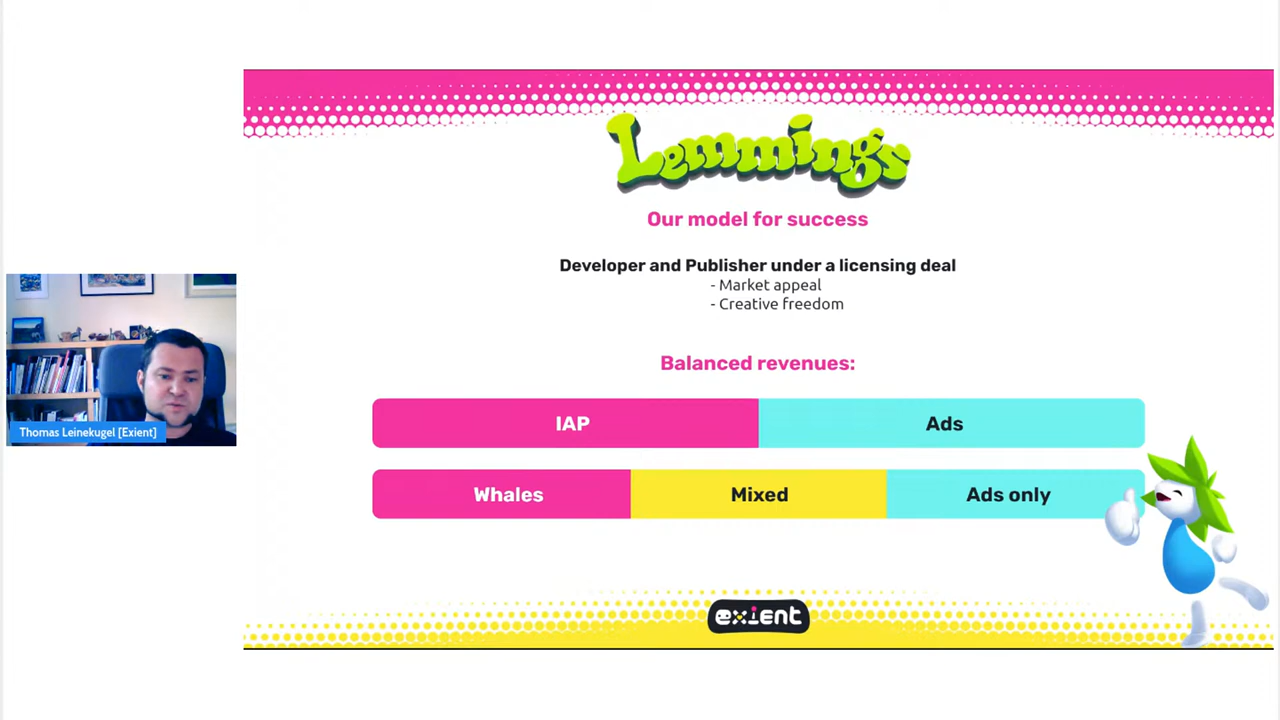 Lemmings
Our model for success
Developer and Publisher under a licensing deal
- Market appeal
- Creative freedom
Balanced revenues:
IAP Ads
Whales Mixed Ads only
Thomas Leinekugel [Exient]
exient